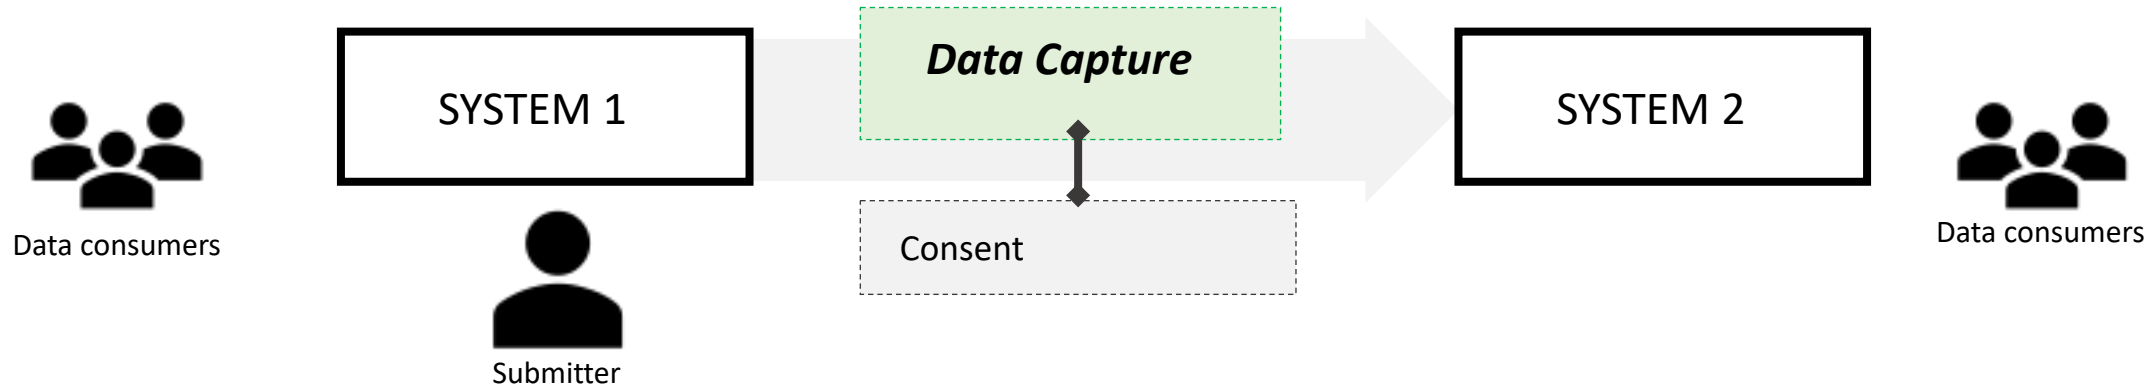 Data Capture
SYSTEM 1
SYSTEM 2
Data consumers
Consent
Data consumers
Submitter